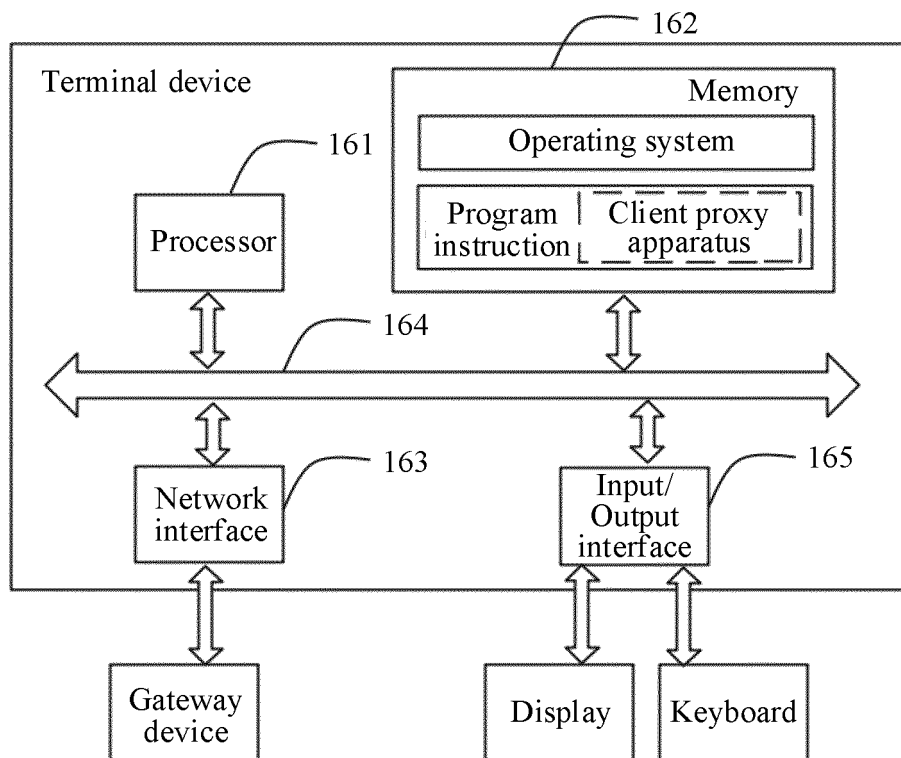 162
Terminal device
Memory
Operating system
161
Program
instruction
Client proxy
apparatus
Processor
164
163
165
Network
interface
Input/
Output
interface
Gateway
device
Display
Keyboard